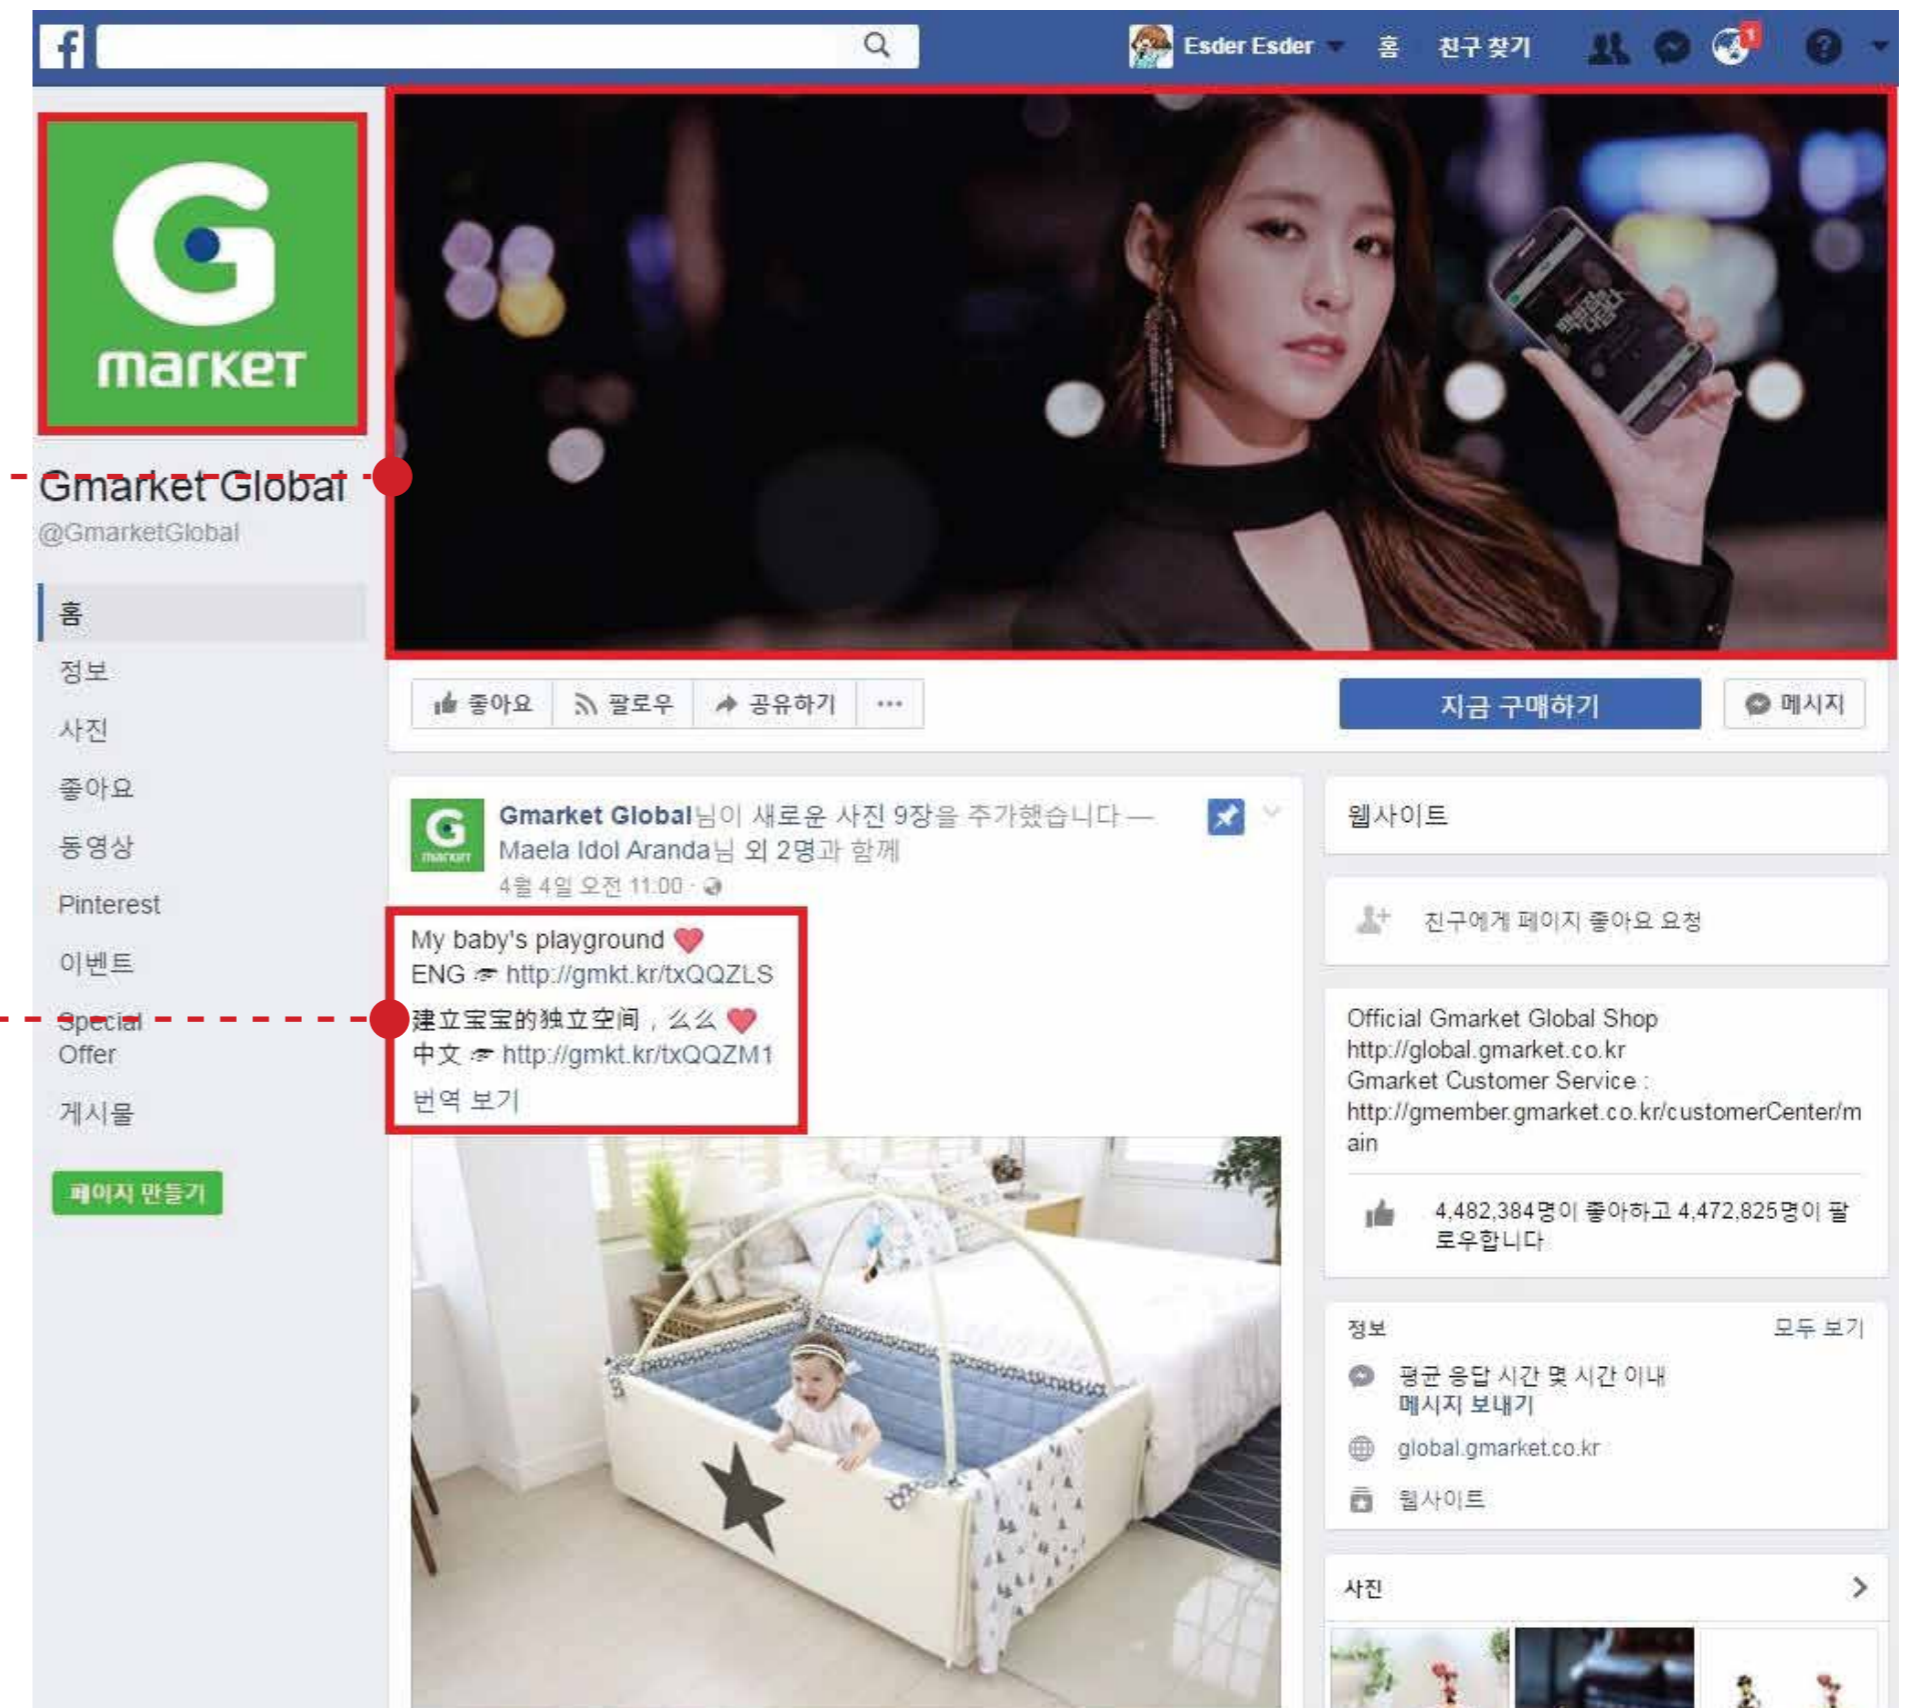 f
Esder Esder 홈 친구 찾기 1
G
market
Gmarket Global
@GmarketGlobal
홈
정보
사진
좋아요
동영상
Pinterest
이벤트
Special
Offer
게시물
페이지 만들기
좋아요 팔로우 공유하기 ...
지금 구매하기 메시지
G
market
Gmarket Global님이 새로운 사진 9장을 추가했습니다 —
Maela Idol Aranda님 외 2명과 함께
4월 4일 오전 11:00 ·
My baby's playground ❤
ENG ☞ http://gmkt.kr/txQQZLS
建立宝宝的独立空间，么么 ❤
中文 ☞ http://gmkt.kr/txQQZM1
번역 보기
웹사이트
친구에게 페이지 좋아요 요청
Official Gmarket Global Shop
http://global.gmarket.co.kr
Gmarket Customer Service :
http://gmember.gmarket.co.kr/customerCenter/m
ain
4,482,384명이 좋아하고 4,472,825명이 팔
로우합니다
정보 모두 보기
평균 응답 시간 몇 시간 이내
메시지 보내기
global.gmarket.co.kr
웹사이트
사진